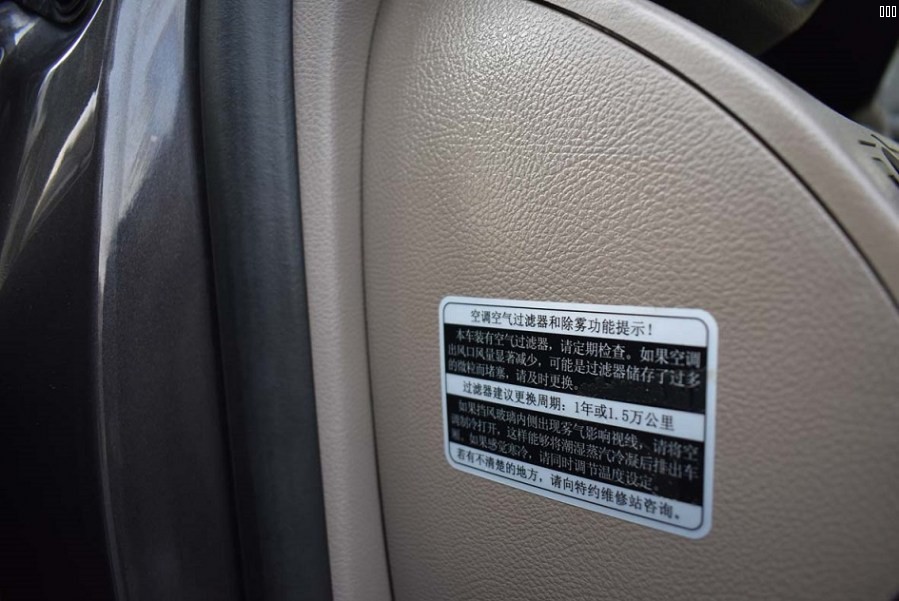 空调空气过滤器和除雾功能提示！
本车装有空气过滤器，请定期检查。如果空调
出风口风量显著减少，可能是过滤器储存了过多
的微粒而堵塞，请及时更换。
过滤器建议更换周期：1年或1.5万公里
如果挡风玻璃内侧出现雾气影响视线，请将空
调制冷打开，这样能够将潮湿蒸汽冷凝后排出车
厢。如果感觉寒冷，请同时调节温度设定。
若有不清楚的地方，请向特约维修站咨询。